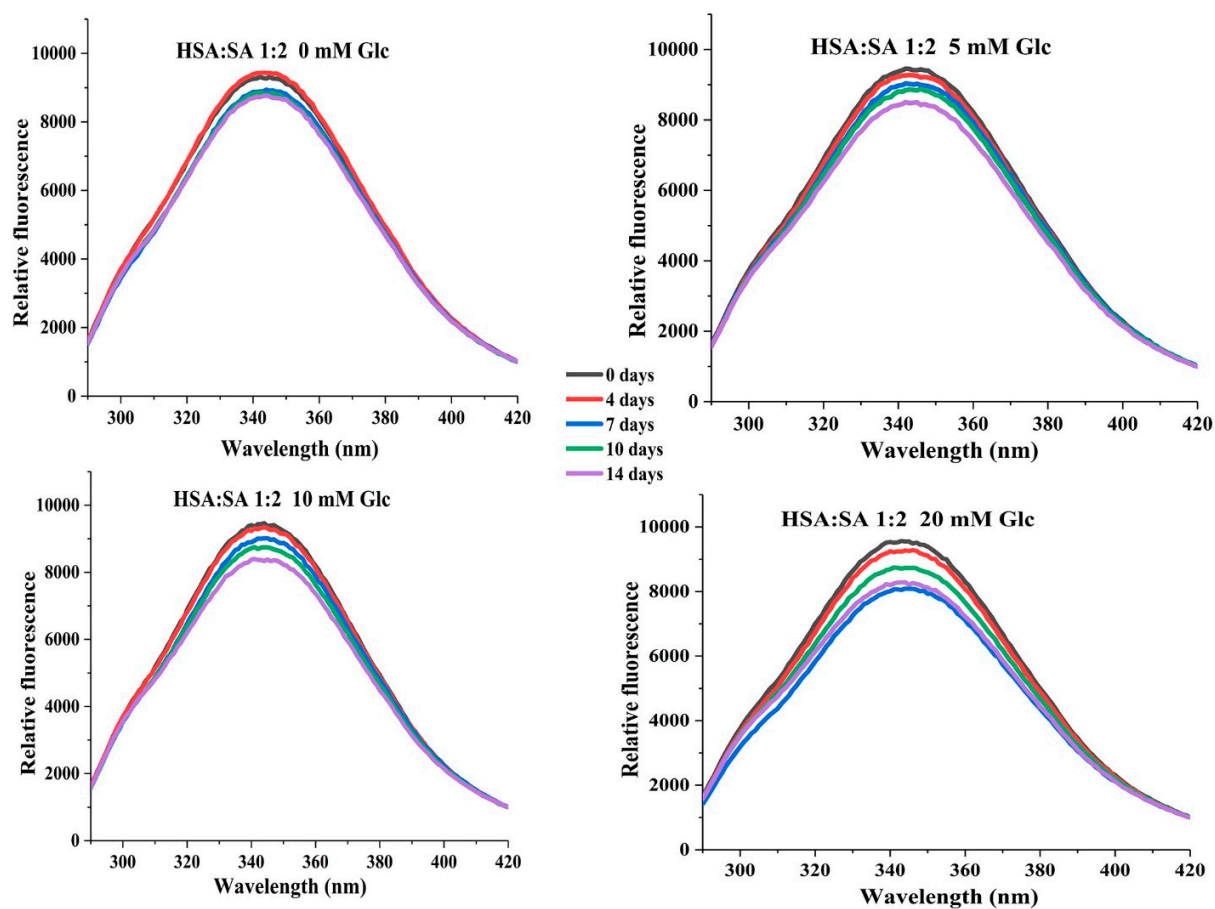 HSA:SA 1:2 0 mM Glc
Relative fluorescence
10000
8000
6000
4000
2000
0
300 320 340 360 380 400 420
Wavelength (nm)
HSA:SA 1:2 5 mM Glc
Relative fluorescence
10000
8000
6000
4000
2000
0
300 320 340 360 380 400 420
Wavelength (nm)
0 days
4 days
7 days
10 days
14 days
HSA:SA 1:2 10 mM Glc
Relative fluorescence
10000
8000
6000
4000
2000
0
300 320 340 360 380 400 420
Wavelength (nm)
HSA:SA 1:2 20 mM Glc
Relative fluorescence
10000
8000
6000
4000
2000
0
300 320 340 360 380 400 420
Wavelength (nm)